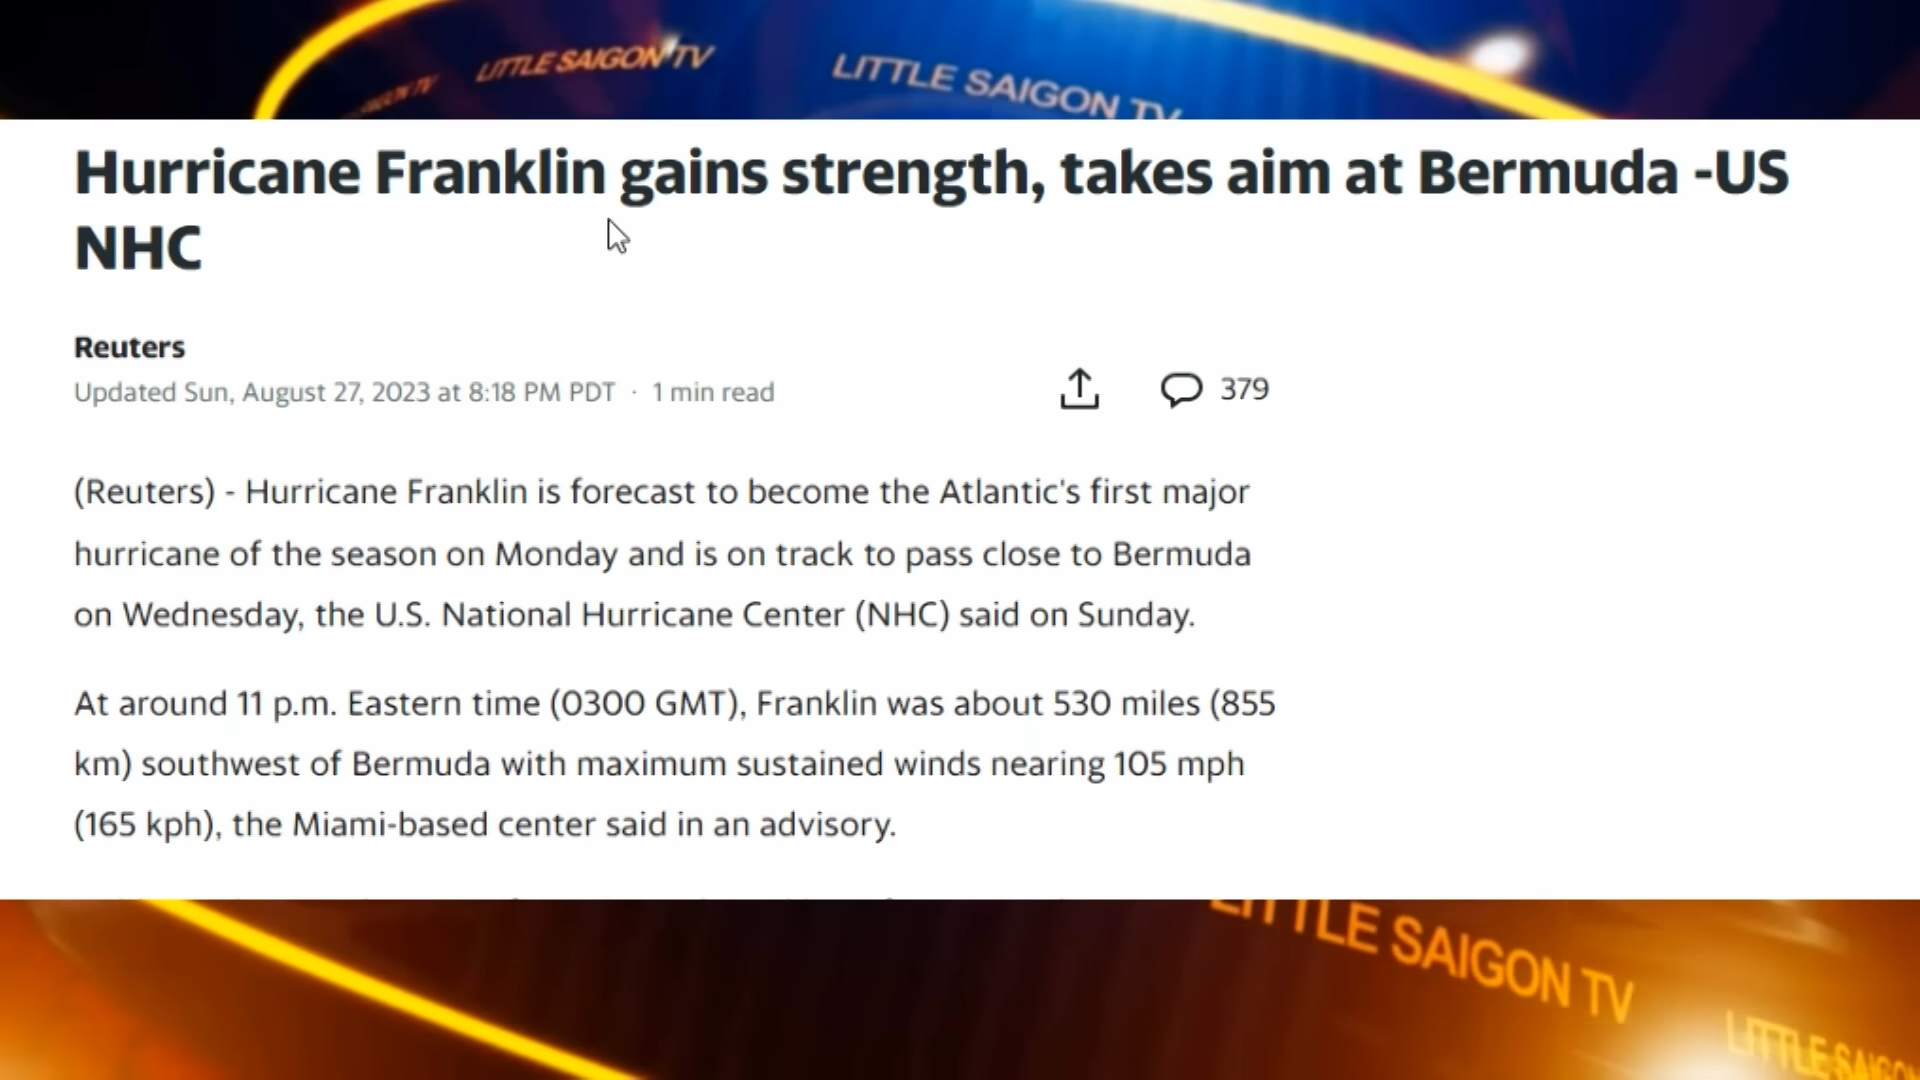 LITTLE SAIGON TV
LITTLE SAIGON TV
Hurricane Franklin gains strength, takes aim at Bermuda -US
NHC
Reuters
Updated Sun, August 27, 2023 at 8:18 PM PDT · 1 min read
379
(Reuters) - Hurricane Franklin is forecast to become the Atlantic's first major
hurricane of the season on Monday and is on track to pass close to Bermuda
on Wednesday, the U.S. National Hurricane Center (NHC) said on Sunday.
At around 11 p.m. Eastern time (0300 GMT), Franklin was about 530 miles (855
km) southwest of Bermuda with maximum sustained winds nearing 105 mph
(165 kph), the Miami-based center said in an advisory.
LITTLE SAIGON TV
LITTLE SAIGON